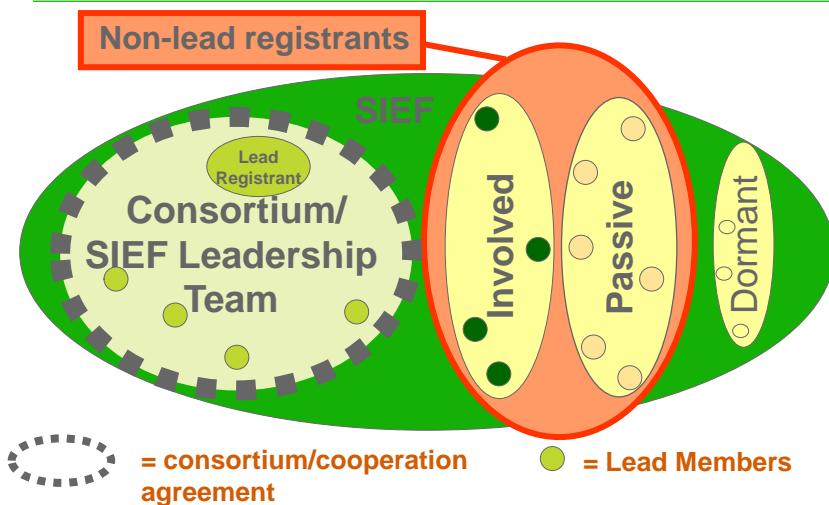 Non-lead registrants
SIEF
Lead
Registrant
Consortium/
SIEF Leadership
Team
Involved
Passive
Dormant
= consortium/cooperation
agreement
= Lead Members